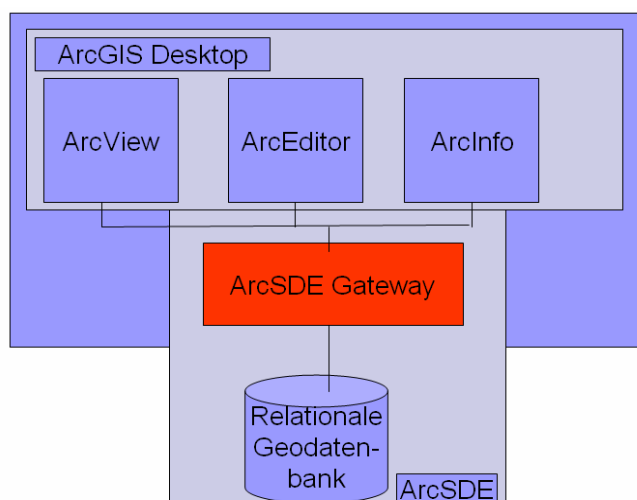 ArcGIS Desktop
ArcView
ArcEditor
ArcInfo
ArcSDE Gateway
Relationale
Geodaten-
bank
ArcSDE